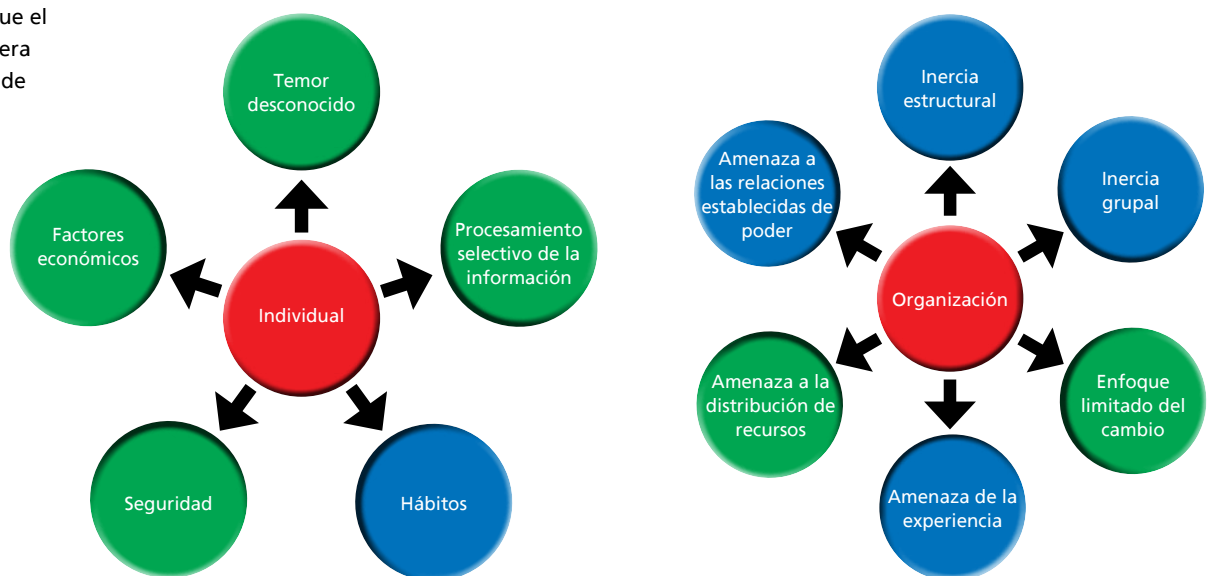 ue el
era
de
Temor
desconocido
Factores
económicos
Procesamiento
selectivo de la
información
Individual
Seguridad
Hábitos
Inercia
estructural
Amenaza a
las relaciones
establecidas de
poder
Inercia
grupal
Organización
Amenaza a la
distribución de
recursos
Enfoque
limitado del
cambio
Amenaza de la
experiencia